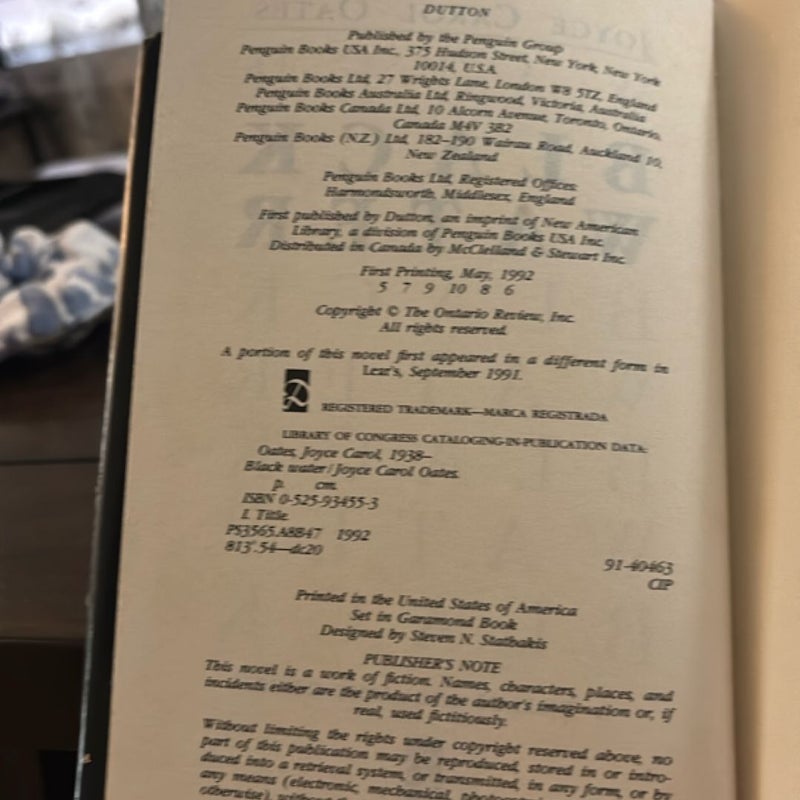 DUTTON
Published by the Penguin Group
Penguin Books USA Inc., 375 Hudson Street, New York, New York
10014, U.S.A.
Penguin Books Ltd, 27 Wrights Lane, London W8 5TZ, England
Penguin Books Australia Ltd, Ringwood, Victoria, Australia
Penguin Books Canada Ltd, 10 Alcorn Avenue, Toronto, Ontario,
Canada M4V 3B2
Penguin Books (N.Z.) Ltd, 182–190 Wairau Road, Auckland 10,
New Zealand
Penguin Books Ltd, Registered Offices:
Harmondsworth, Middlesex, England
First published by Dutton, an imprint of New American
Library, a division of Penguin Books USA Inc.
Distributed in Canada by McClelland & Stewart Inc.
First Printing, May, 1992
5 7 9 10 8 6
Copyright © The Ontario Review, Inc.
All rights reserved.
A portion of this novel first appeared in a different form in
Lear's, September 1991.
D REGISTERED TRADEMARK—MARCA REGISTRADA
LIBRARY OF CONGRESS CATALOGING-IN-PUBLICATION DATA:
Oates, Joyce Carol, 1938–
Black water / Joyce Carol Oates.
p. cm.
ISBN 0-525-93455-3
I. Title.
PS3565.A8B47 1992
813'.54—dc20
91-40463
CIP
Printed in the United States of America
Set in Garamond Book
Designed by Steven N. Stathakis
PUBLISHER'S NOTE
This novel is a work of fiction. Names, characters, places, and
incidents either are the product of the author's imagination or, if
real, used fictitiously.
Without limiting the rights under copyright reserved above, no
part of this publication may be reproduced, stored in or intro-
duced into a retrieval system, or transmitted, in any form, or by
any means (electronic, mechanical,
otherwise), without